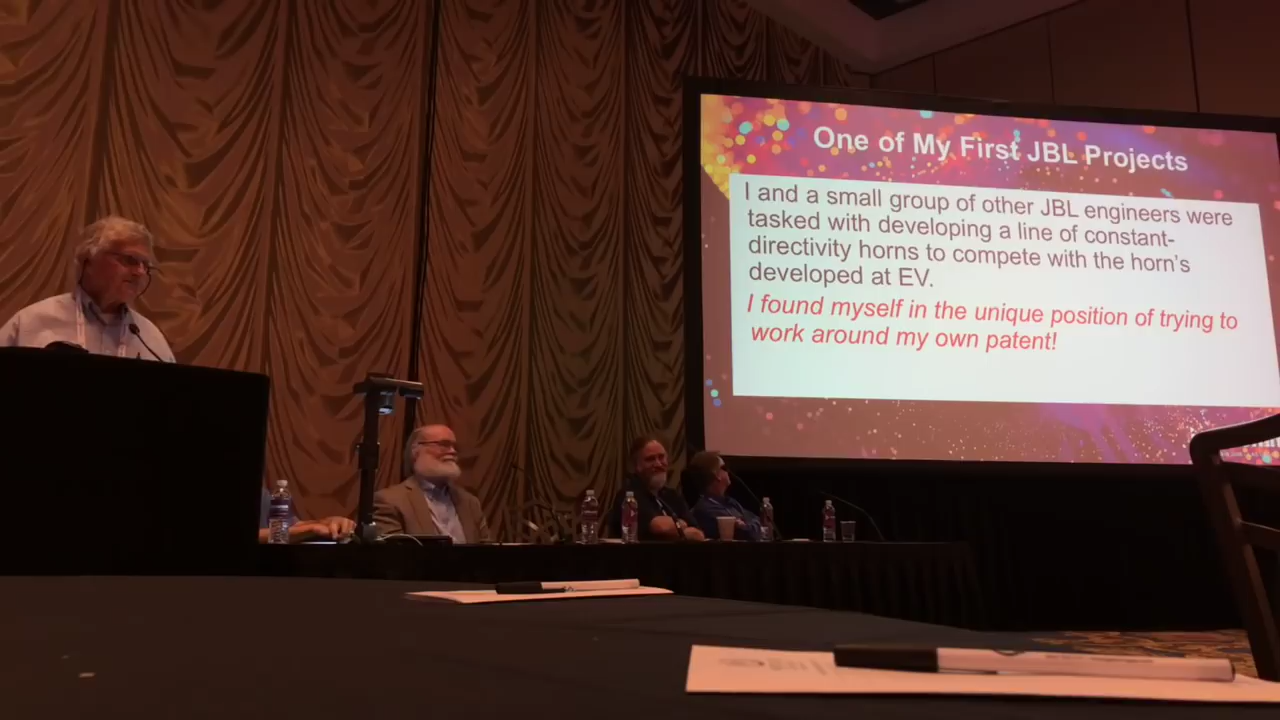 One of My First JBL Projects
I and a small group of other JBL engineers were
tasked with developing a line of constant-
directivity horns to compete with the horn's
developed at EV.
I found myself in the unique position of trying to
work around my own patent!